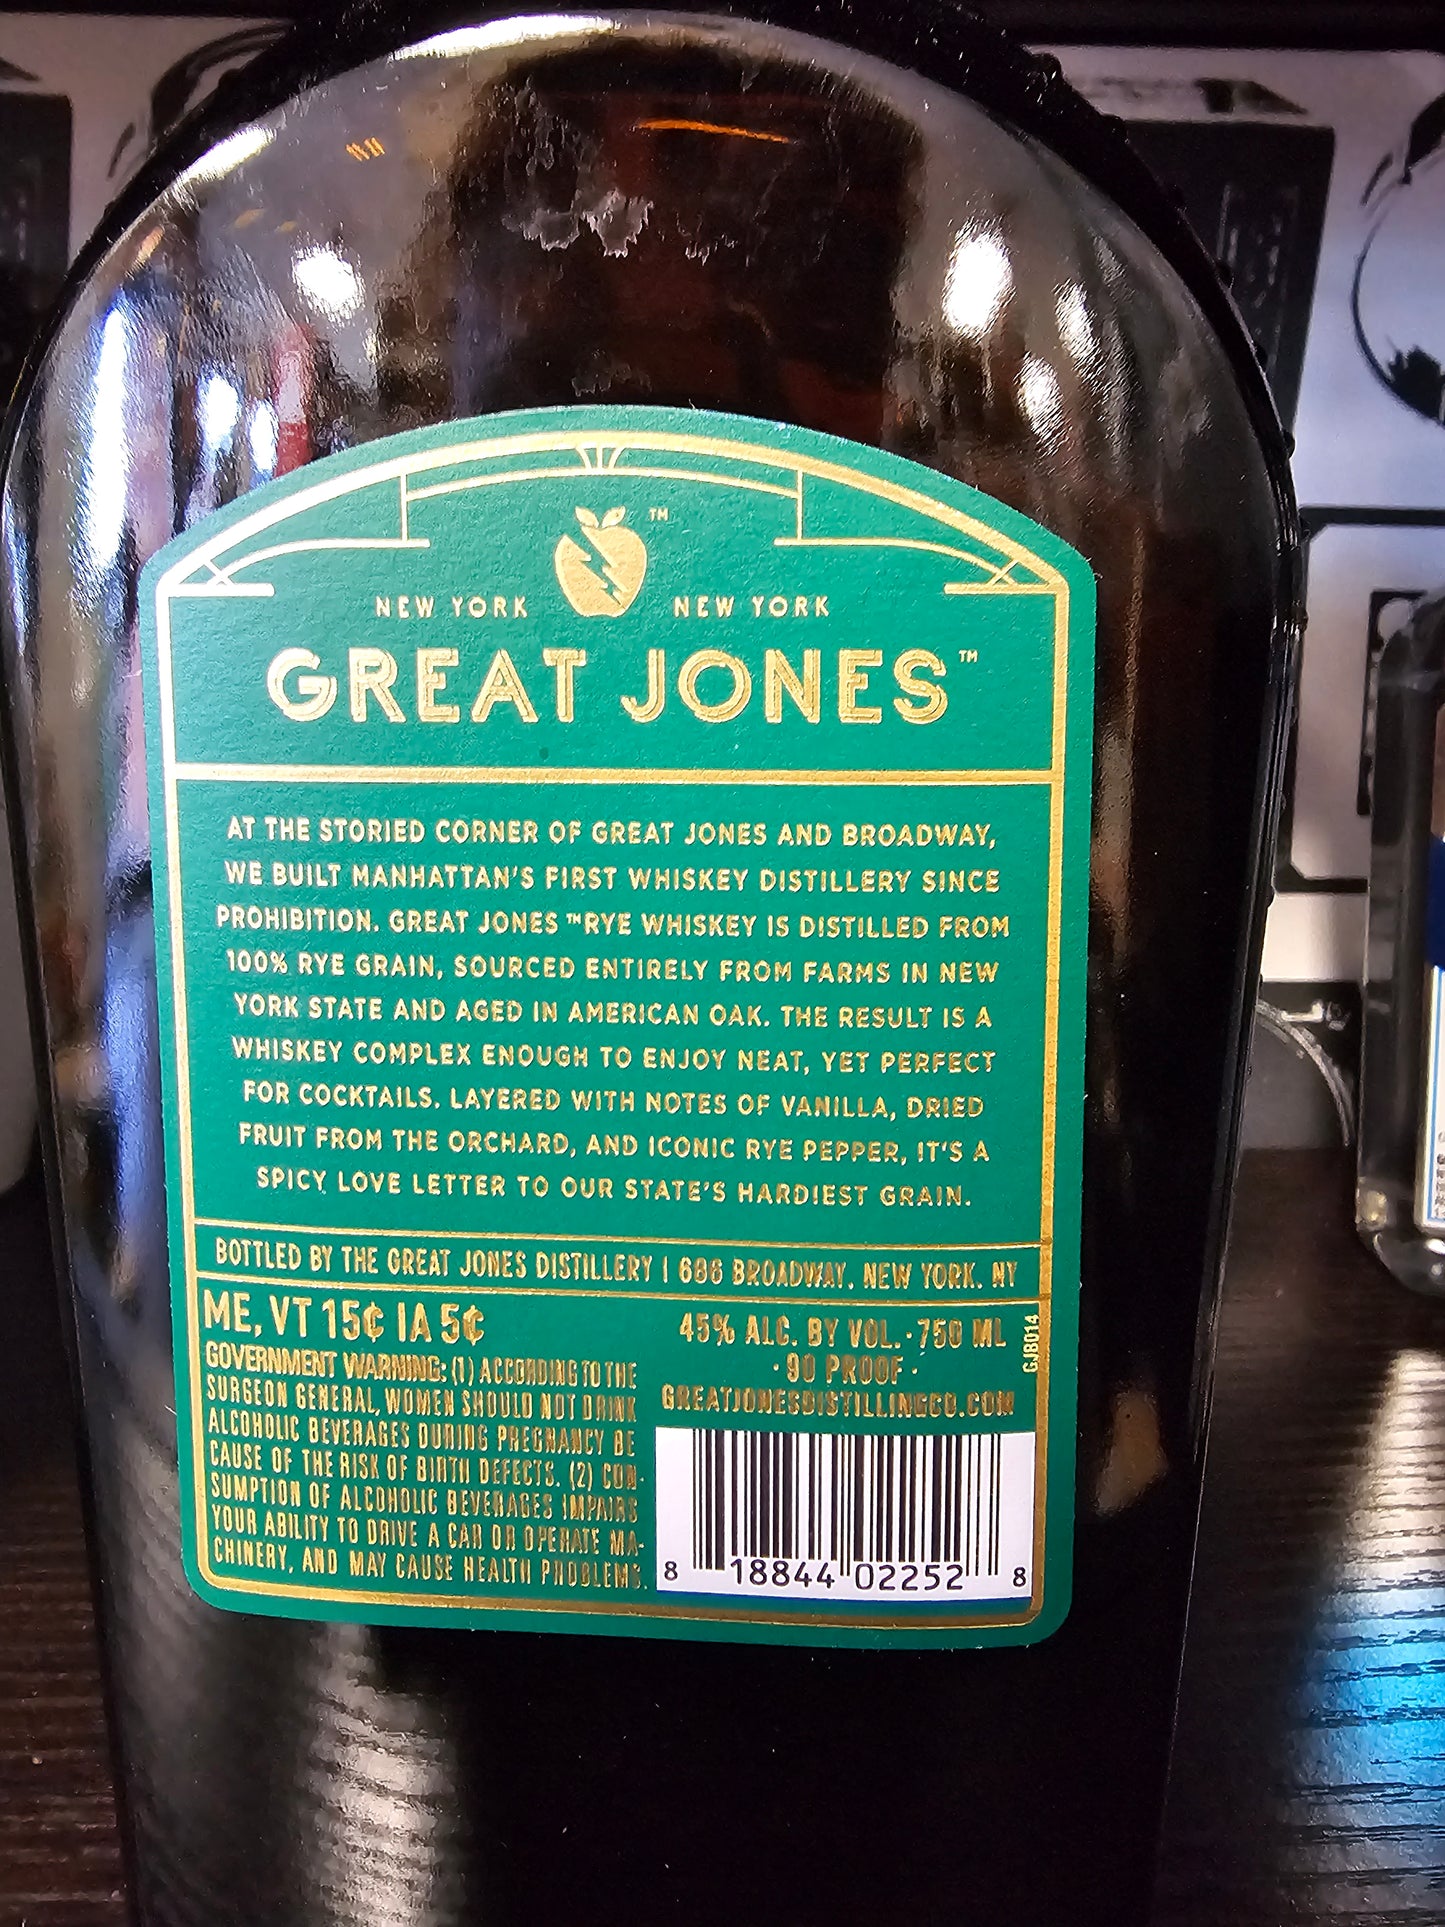 ™
NEW YORK NEW YORK
GREAT JONES™
AT THE STORIED CORNER OF GREAT JONES AND BROADWAY,
WE BUILT MANHATTAN'S FIRST WHISKEY DISTILLERY SINCE
PROHIBITION. GREAT JONES ™RYE WHISKEY IS DISTILLED FROM
100% RYE GRAIN, SOURCED ENTIRELY FROM FARMS IN NEW
YORK STATE AND AGED IN AMERICAN OAK. THE RESULT IS A
WHISKEY COMPLEX ENOUGH TO ENJOY NEAT, YET PERFECT
FOR COCKTAILS. LAYERED WITH NOTES OF VANILLA, DRIED
FRUIT FROM THE ORCHARD, AND ICONIC RYE PEPPER, IT'S A
SPICY LOVE LETTER TO OUR STATE'S HARDIEST GRAIN.
BOTTLED BY THE GREAT JONES DISTILLERY | 686 BROADWAY, NEW YORK, NY
ME, VT 15¢ IA 5¢
GOVERNMENT WARNING: (1) ACCORDING TO THE
SURGEON GENERAL, WOMEN SHOULD NOT DRINK
ALCOHOLIC BEVERAGES DURING PREGNANCY BE
CAUSE OF THE RISK OF BIRTH DEFECTS. (2) CON-
SUMPTION OF ALCOHOLIC BEVERAGES IMPAIRS
YOUR ABILITY TO DRIVE A CAR OR OPERATE MA-
CHINERY, AND MAY CAUSE HEALTH PROBLEMS.
45% ALC. BY VOL. · 750 ML
· 90 PROOF ·
GREATJONESDISTILLINGCO.COM
GJB014
8 18844 02252 8